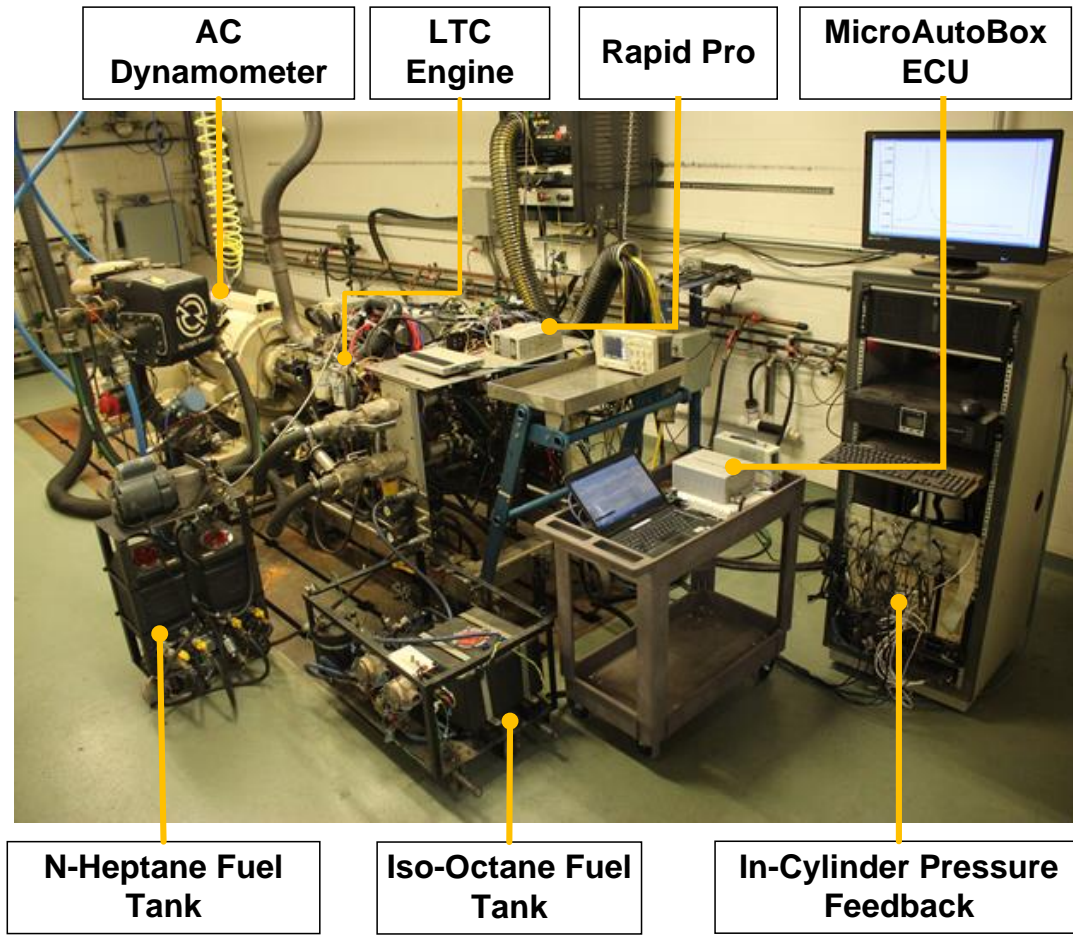 AC
Dynamometer
LTC
Engine
Rapid Pro
MicroAutoBox
ECU
N-Heptane Fuel
Tank
Iso-Octane Fuel
Tank
In-Cylinder Pressure
Feedback